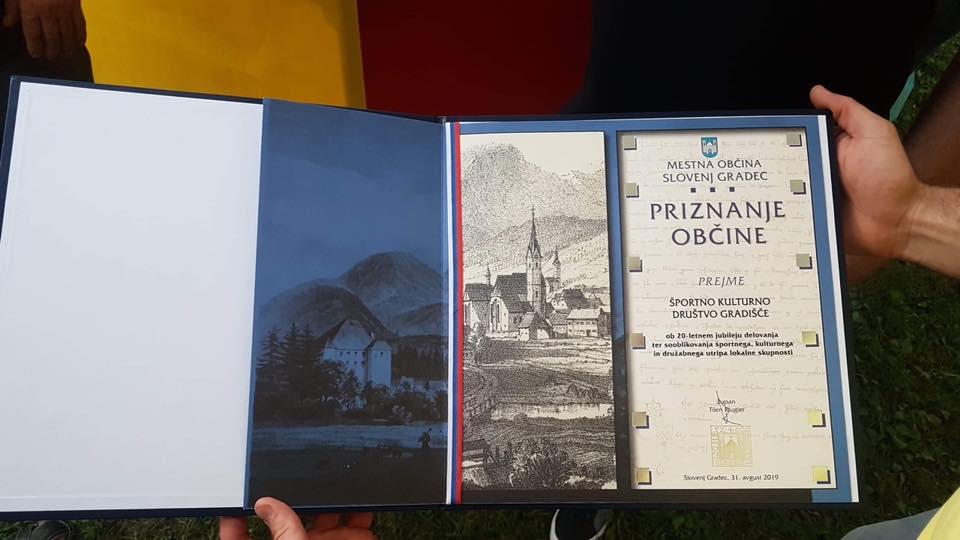 MESTNA OBČINA
SLOVENJ GRADEC
PRIZNANJE
OBČINE
PREJME
ŠPORTNO KULTURNO
DRUŠTVO GRADIŠČE
ob 20-letnem jubileju delovanja
ter sooblikovanja športnega, kulturnega
in družabnega utripa lokalne skupnosti
Župan
Tilen Klugler
Slovenj Gradec, 31. avgust 2019